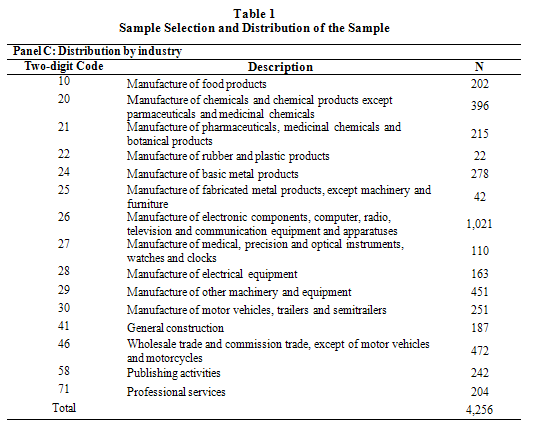 Table 1
Sample Selection and Distribution of the Sample
Panel C: Distribution by industry
Two-digit Code Description N
10 Manufacture of food products 202
20 Manufacture of chemicals and chemical products except
parmaceuticals and medicinal chemicals 396
21 Manufacture of pharmaceuticals, medicinal chemicals and
botanical products 215
22 Manufacture of rubber and plastic products 22
24 Manufacture of basic metal products 278
25 Manufacture of fabricated metal products, except machinery and
furniture 42
26 Manufacture of electronic components, computer, radio,
television and communication equipment and apparatuses 1,021
27 Manufacture of medical, precision and optical instruments,
watches and clocks 110
28 Manufacture of electrical equipment 163
29 Manufacture of other machinery and equipment 451
30 Manufacture of motor vehicles, trailers and semitrailers 251
41 General construction 187
46 Wholesale trade and commission trade, except of motor vehicles
and motorcycles 472
58 Publishing activities 242
71 Professional services 204
Total 4,256